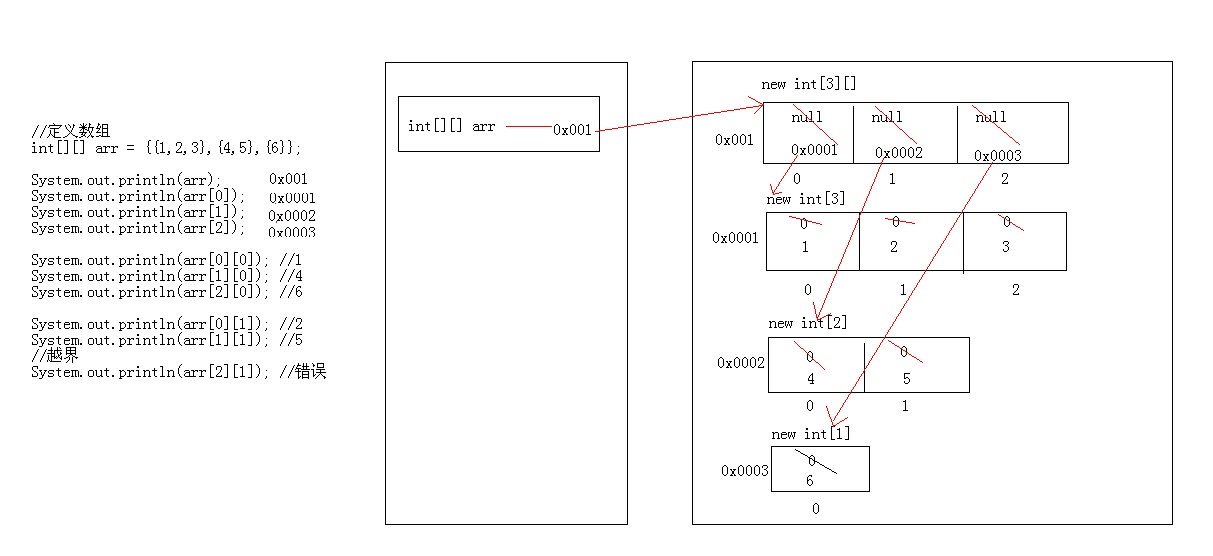 //定义数组
int[][] arr = {{1,2,3},{4,5},{6}};
System.out.println(arr); 0x001
System.out.println(arr[0]); 0x0001
System.out.println(arr[1]); 0x0002
System.out.println(arr[2]); 0x0003
System.out.println(arr[0][0]); //1
System.out.println(arr[1][0]); //4
System.out.println(arr[2][0]); //6
System.out.println(arr[0][1]); //2
System.out.println(arr[1][1]); //5
//越界
System.out.println(arr[2][1]); //错误
int[][] arr 0x001
new int[3][]
null null null
0x001
0x0001 0x0002 0x0003
0 1 2
new int[3]
0 0 0
0x0001
1 2 3
0 1 2
new int[2]
0 0
0x0002
4 5
0 1
new int[1]
0
0x0003
6
0